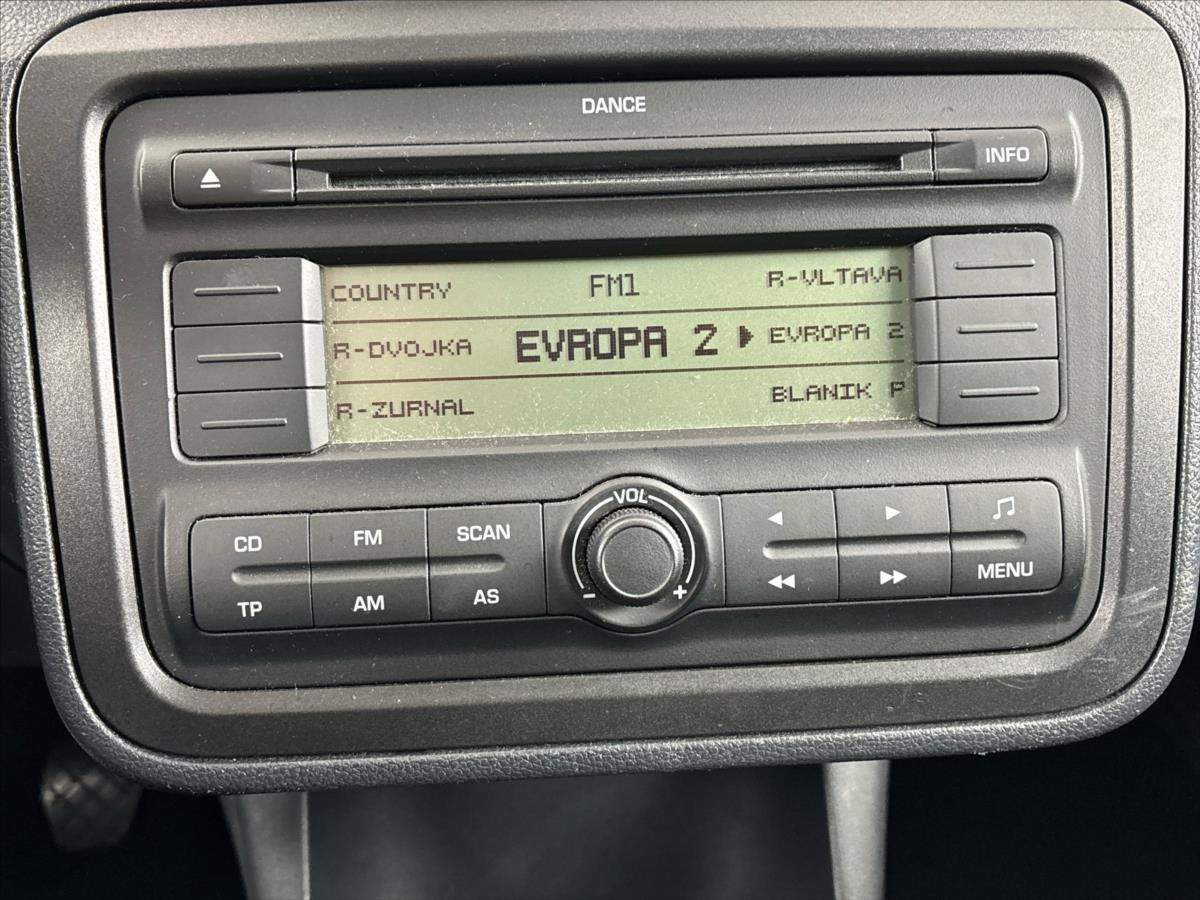 DANCE
INFO
COUNTRY FM1 R-VLTAVA
R-DVOJKA EVROPA 2 EVROPA 2
R-ZURNAL BLANIK P
VOL
CD FM SCAN
TP AM AS
- +
MENU